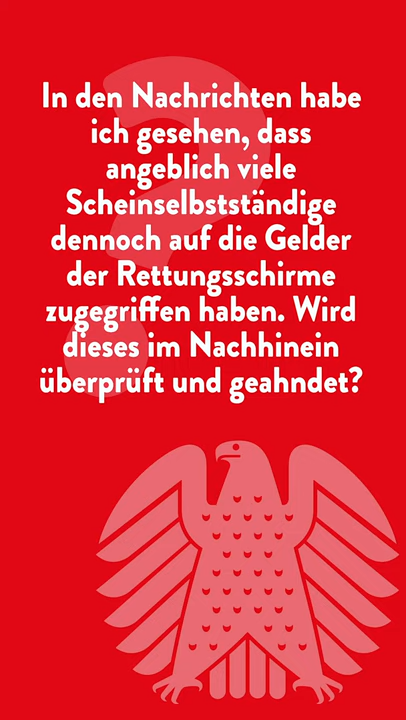 In den Nachrichten habe
ich gesehen, dass
angeblich viele
Scheinselbstständige
dennoch auf die Gelder
der Rettungsschirme
zugegriffen haben. Wird
dieses im Nachhinein
überprüft und geahndet?